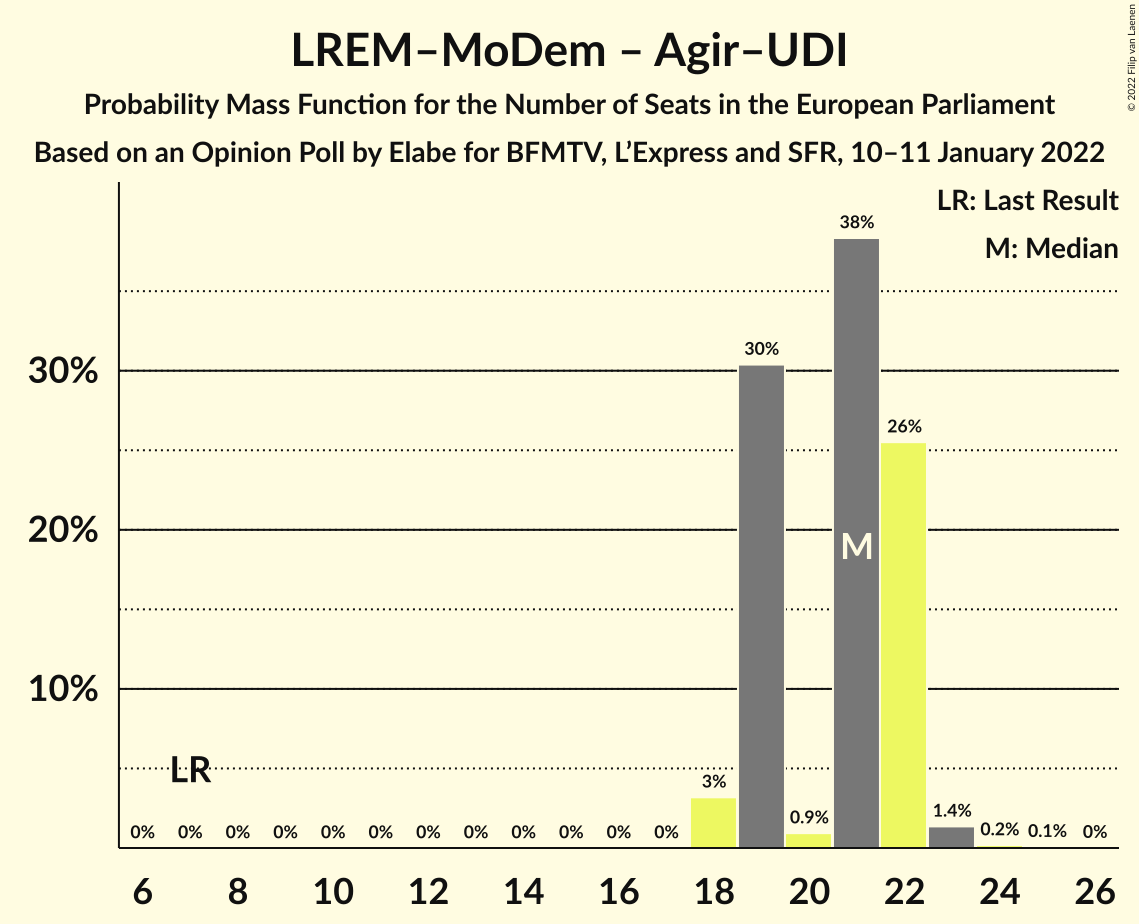 LREM–MoDem – Agir–UDI
Probability Mass Function for the Number of Seats in the European Parliament
Based on an Opinion Poll by Elabe for BFMTV, L’Express and SFR, 10–11 January 2022
© 2022 Filip van Laenen
LR: Last Result
M: Median
38%
30%
30%
26%
20%
M
10%
LR
3%
0% 0% 0% 0% 0% 0% 0% 0% 0% 0% 0% 0% 0.9% 1.4% 0.2% 0.1% 0%
6 8 10 12 14 16 18 20 22 24 26